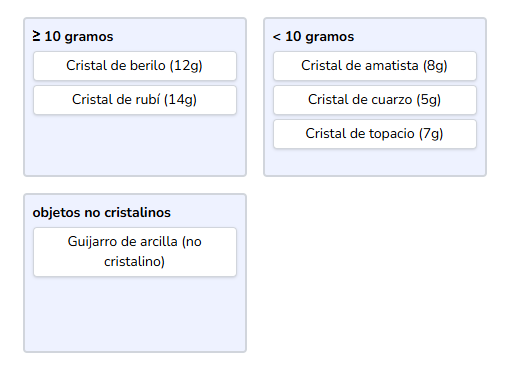 ≥ 10 gramos
Cristal de berilo (12g)
Cristal de rubí (14g)
< 10 gramos
Cristal de amatista (8g)
Cristal de cuarzo (5g)
Cristal de topacio (7g)
objetos no cristalinos
Guijarro de arcilla (no
cristalino)